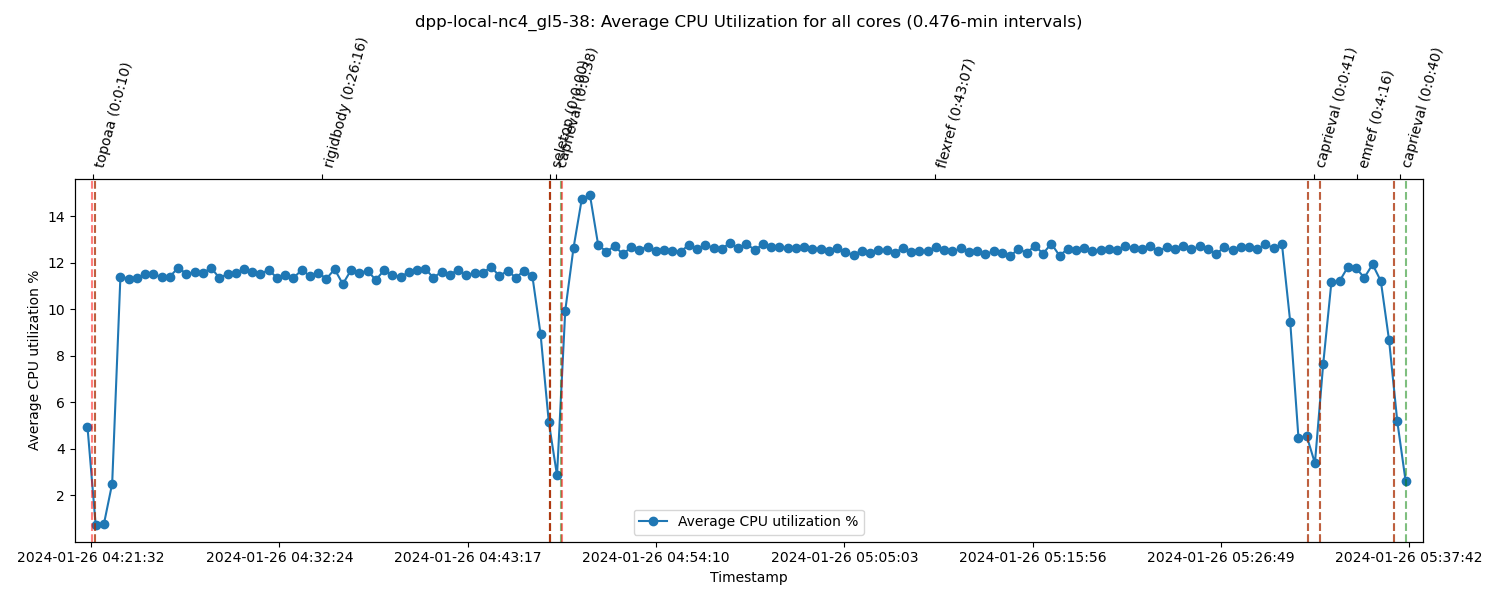 dpp-local-nc4_gl5-38: Average CPU Utilization for all cores (0.476-min intervals)
topoaa (0:0:10)
rigidbody (0:26:16)
seletop (0:0:00)
caprieval (0:0:38)
flexref (0:43:07)
caprieval (0:0:41)
emref (0:4:16)
caprieval (0:0:40)
Average CPU utilization %
14
12
10
8
6
4
2
Average CPU utilization %
2024-01-26 04:21:32
2024-01-26 04:32:24
2024-01-26 04:43:17
2024-01-26 04:54:10
2024-01-26 05:05:03
2024-01-26 05:15:56
2024-01-26 05:26:49
2024-01-26 05:37:42
Timestamp